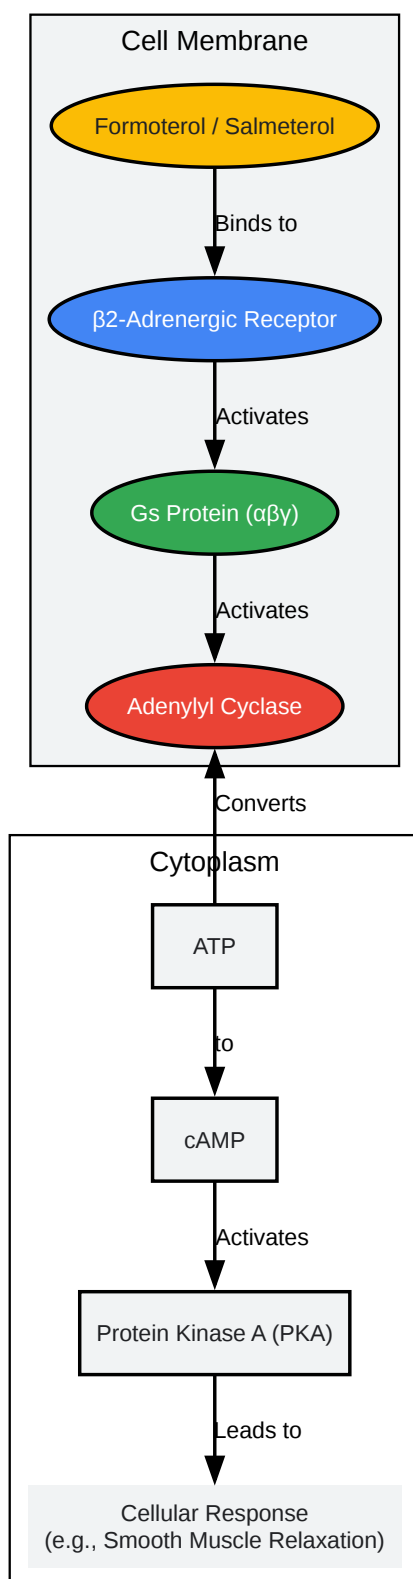 Cell Membrane
Formoterol / Salmeterol
Binds to
β2-Adrenergic Receptor
Activates
Gs Protein (αβγ)
Activates
Adenylyl Cyclase
Converts
Cytoplasm
ATP
to
cAMP
Activates
Protein Kinase A (PKA)
Leads to
Cellular Response
(e.g., Smooth Muscle Relaxation)